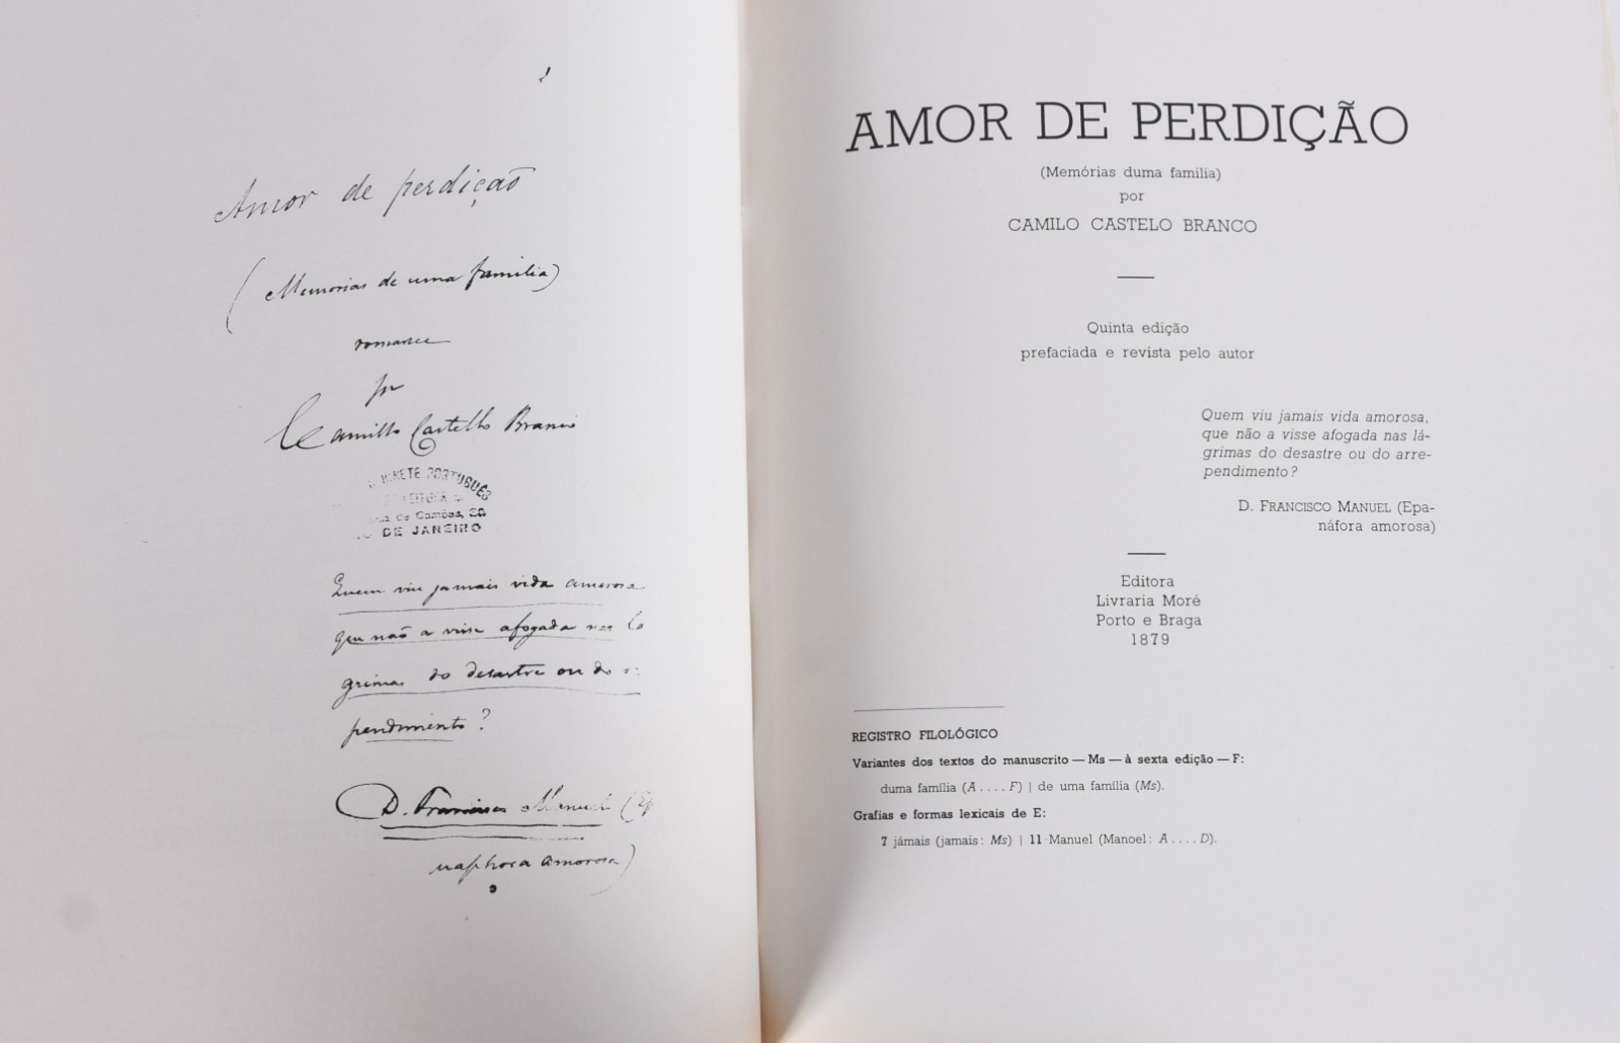 Amor de perdição
(Memorias de uma familia)
romance
por
Camillo Castello Branco
PORTUGUÊS
de Camões,
DE JANEIRO
Quem viu jamais vida amorosa
que não a visse afogada nas la
grimas do desastre ou do
pendimento?
D. Francisco Manuel (Ep
naphora amorosa)
AMOR DE PERDIÇÃO
(Memórias duma família)
por
CAMILO CASTELO BRANCO
Quinta edição
prefaciada e revista pelo autor
Quem viu jamais vida amorosa,
que não a visse afogada nas lá-
grimas do desastre ou do arre-
pendimento?
D. FRANCISCO MANUEL (Epa-
náfora amorosa)
Editora
Livraria Moré
Porto e Braga
1879
REGISTRO FILOLÓGICO
Variantes dos textos do manuscrito — Ms — à sexta edição — F:
duma família (A . . . . F) | de uma família (Ms).
Grafias e formas lexicais de E:
7 jámais (jamais: Ms) | 11 Manuel (Manoel: A . . . . D).